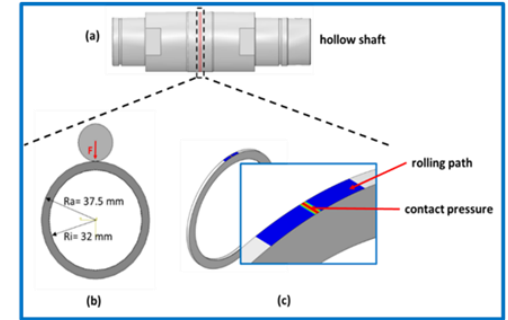 (a)
hollow shaft
F
rolling path
Ra= 37.5 mm
contact pressure
Ri= 32 mm
(b)
(c)